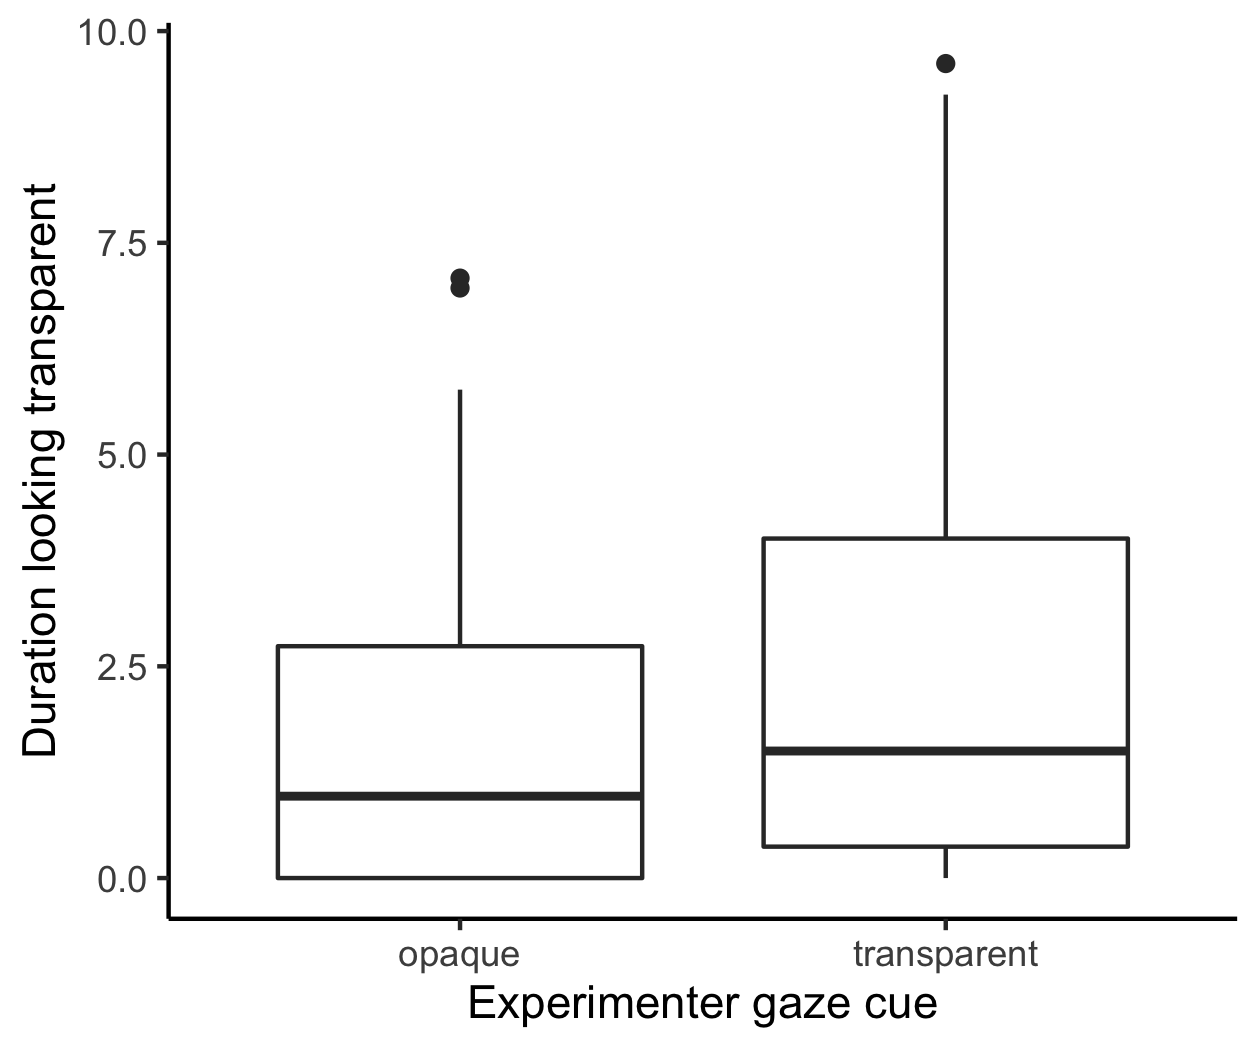 Duration looking transparent
10.0
7.5
5.0
2.5
0.0
opaque
transparent
Experimenter gaze cue